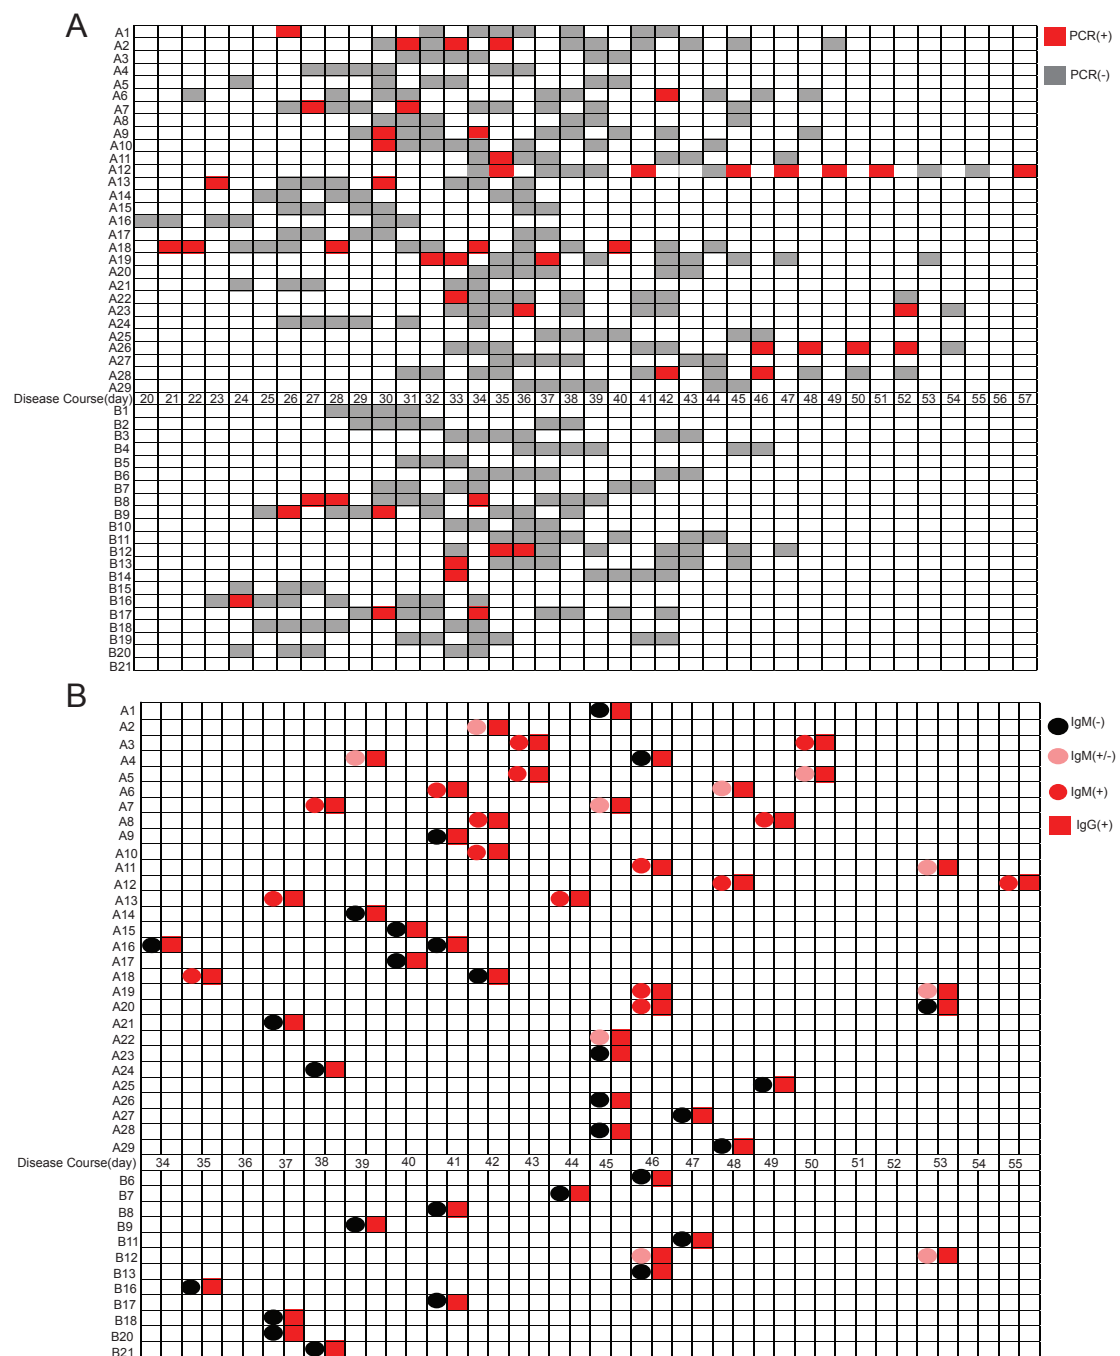 A
A1
PCR(+)
A2
A3
A4
PCR(-)
A5
A6
A7
A8
A9
A10
A11
A12
A13
A14
A15
A16
A17
A18
A19
A20
A21
A22
A23
A24
A25
A26
A27
A28
A29
Disease Course(day) 20 21 22 23 24 25 26 27 28 29 30 31 32 33 34 35 36 37 38 39 40 41 42 43 44 45 46 47 49 50 51 52 53 54 55 56 57
B1
B2
B3
B4
B5
B6
B7
B8
B9
B10
B11
B12
B13
B14
B15
B16
B17
B18
B19
B20
B21
B
A1
IgM(-)
A2
A3
A4
IgM(+/-)
A5
A6
IgM(+)
A7
A8
IgG(+)
A9
A10
A11
A12
A13
A14
A15
A16
A17
A18
A19
A20
A21
A22
A23
A24
A25
A26
A27
A28
A29
Disease Course(day) 34 35 36 37 38 39 40 41 42 43 44 45 46 47 48 49 50 51 52 53 54 55
B6
B7
B8
B9
B11
B12
B13
B16
B17
B18
B20
B21